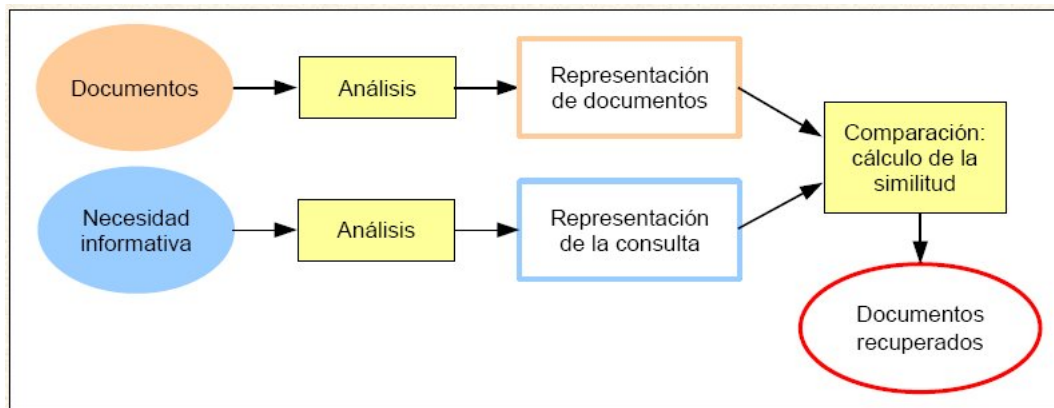 Documentos
Análisis
Representación
de documentos
Comparación:
cálculo de la
similitud
Necesidad
informativa
Análisis
Representación
de la consulta
Documentos
recuperados